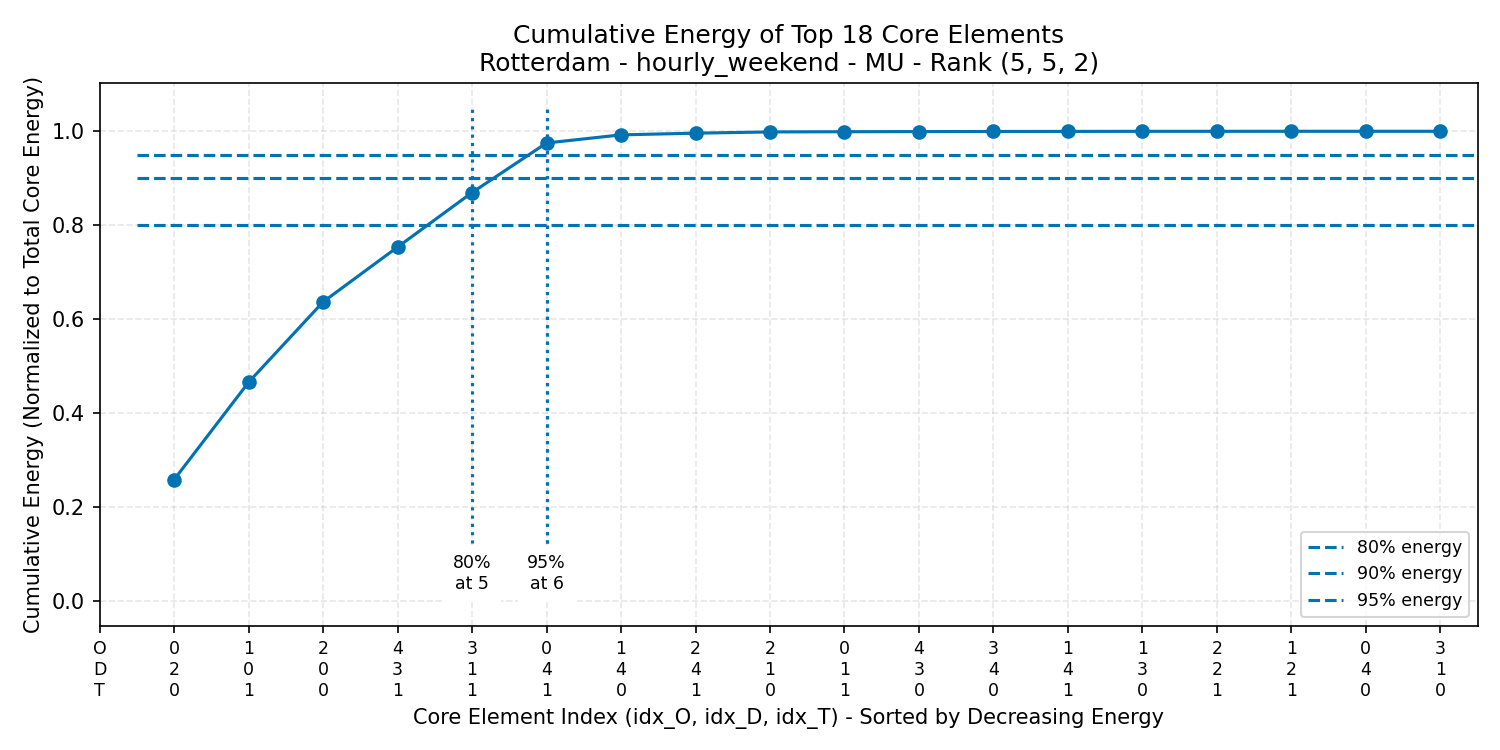 Cumulative Energy of Top 18 Core Elements
Rotterdam - hourly_weekend - MU - Rank (5, 5, 2)
Cumulative Energy (Normalized to Total Core Energy)
1.0
0.8
0.6
0.4
0.2
0.0
80% at 5
95% at 6
80% energy
90% energy
95% energy
O 0 1 2 4 3 0 1 2 2 0 4 3 1 1 2 1 0 3
D 2 0 0 3 1 4 4 4 1 1 3 4 4 3 2 2 4 1
T 0 1 0 1 1 1 0 1 0 1 0 0 1 0 1 1 0 0
Core Element Index (idx_O, idx_D, idx_T) - Sorted by Decreasing Energy